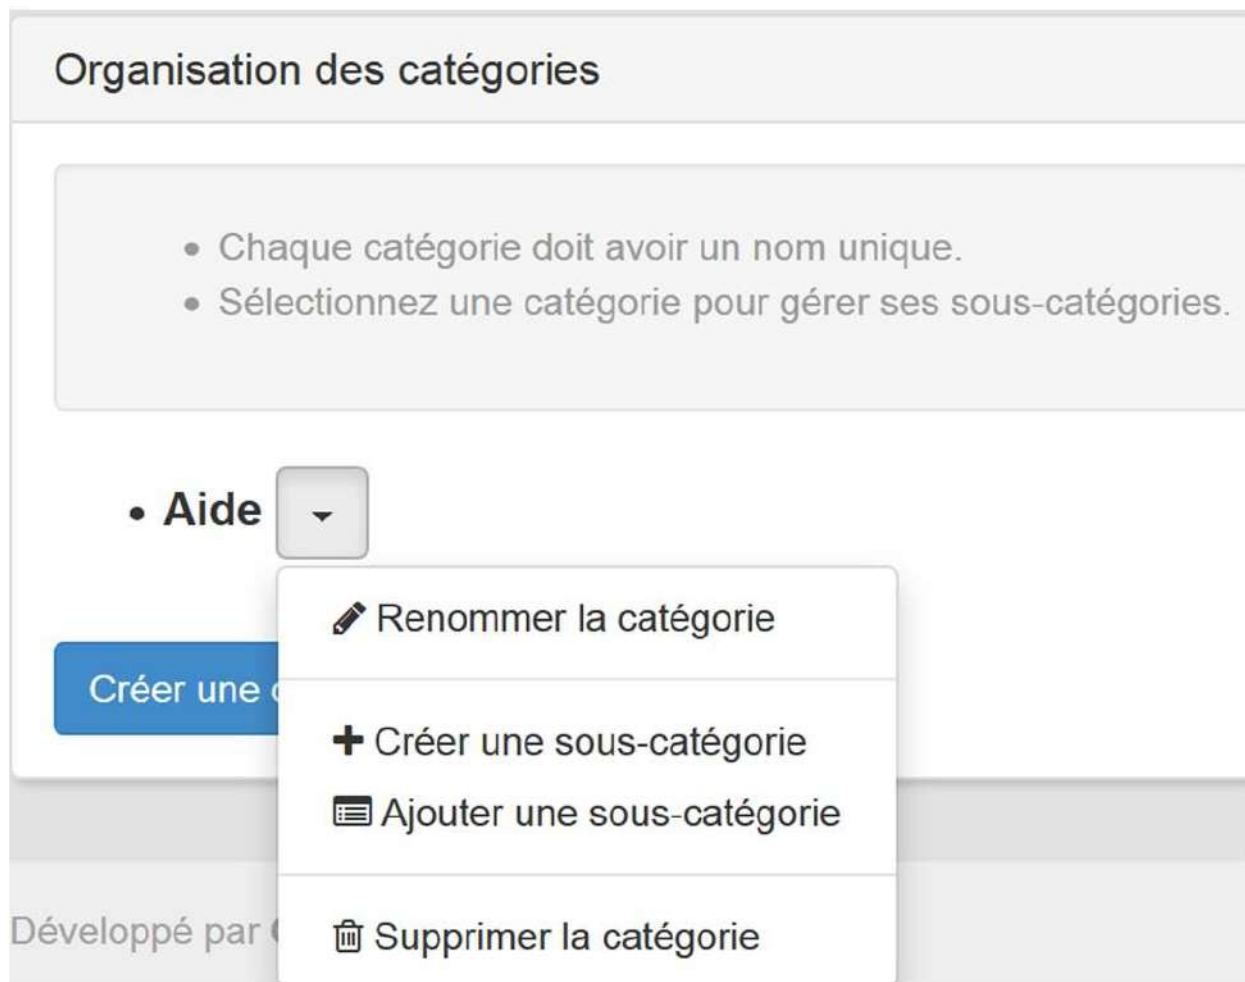 Organisation des catégories
• Chaque catégorie doit avoir un nom unique.
• Sélectionnez une catégorie pour gérer ses sous-catégories.
• Aide
Renommer la catégorie
Créer une
Créer une sous-catégorie
Ajouter une sous-catégorie
Développé par
Supprimer la catégorie